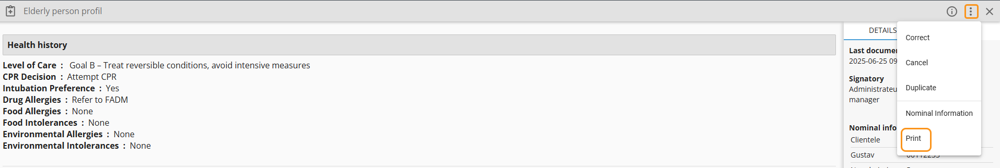 Elderly person profil
Health history
Level of Care : Goal B – Treat reversible conditions, avoid intensive measures
CPR Decision : Attempt CPR
Intubation Preference : Yes
Drug Allergies : Refer to FADM
Food Allergies : None
Food Intolerances : None
Environmental Allergies : None
Environmental Intolerances : None
DETAILS
Last documen
2025-06-25 09
Signatory
Administrateu
manager
Nominal info
Clientele
Gustav
Correct
Cancel
Duplicate
Nominal Information
Print